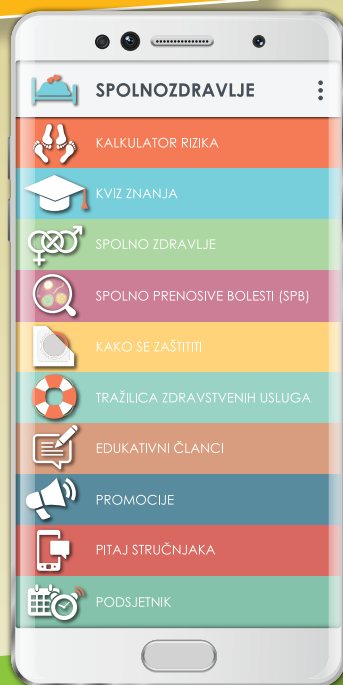 SPOLNOZDRAVLJE
KALKULATOR RIZIKA
KVIZ ZNANJA
SPOLNO ZDRAVLJE
SPOLNO PRENOSIVE BOLESTI (SPB)
KAKO SE ZAŠTITITI
TRAŽILICA ZDRAVSTVENIH USLUGA
EDUKATIVNI ČLANCI
PROMOCIJE
PITAJ STRUČNJAKA
PODSJETNIK